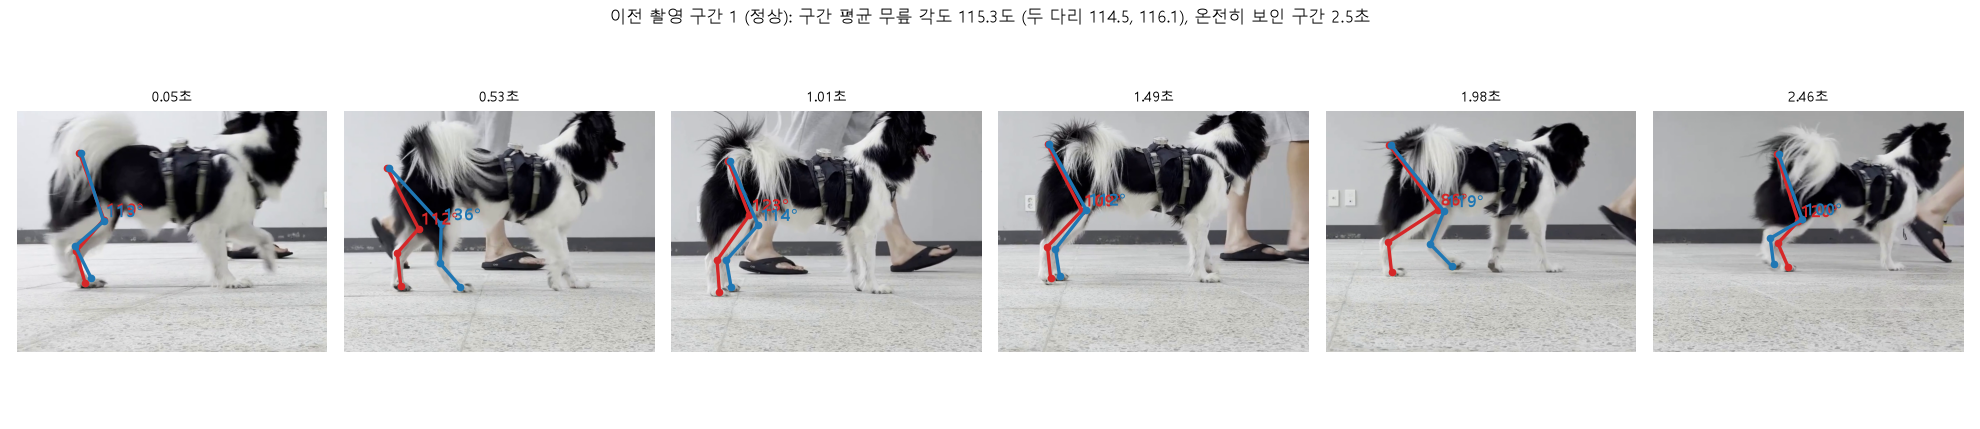 이전 촬영 구간 1 (정상): 구간 평균 무릎 각도 115.3도 (두 다리 114.5, 116.1), 온전히 보인 구간 2.5초
0.05초 0.53초 1.01초 1.49초 1.98초 2.46초
112° 136° 114°